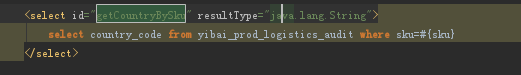 <select id="getCountryBySku" resultType="java.lang.String">
select country_code from yibai_prod_logistics_audit where sku=#{sku}
</select>